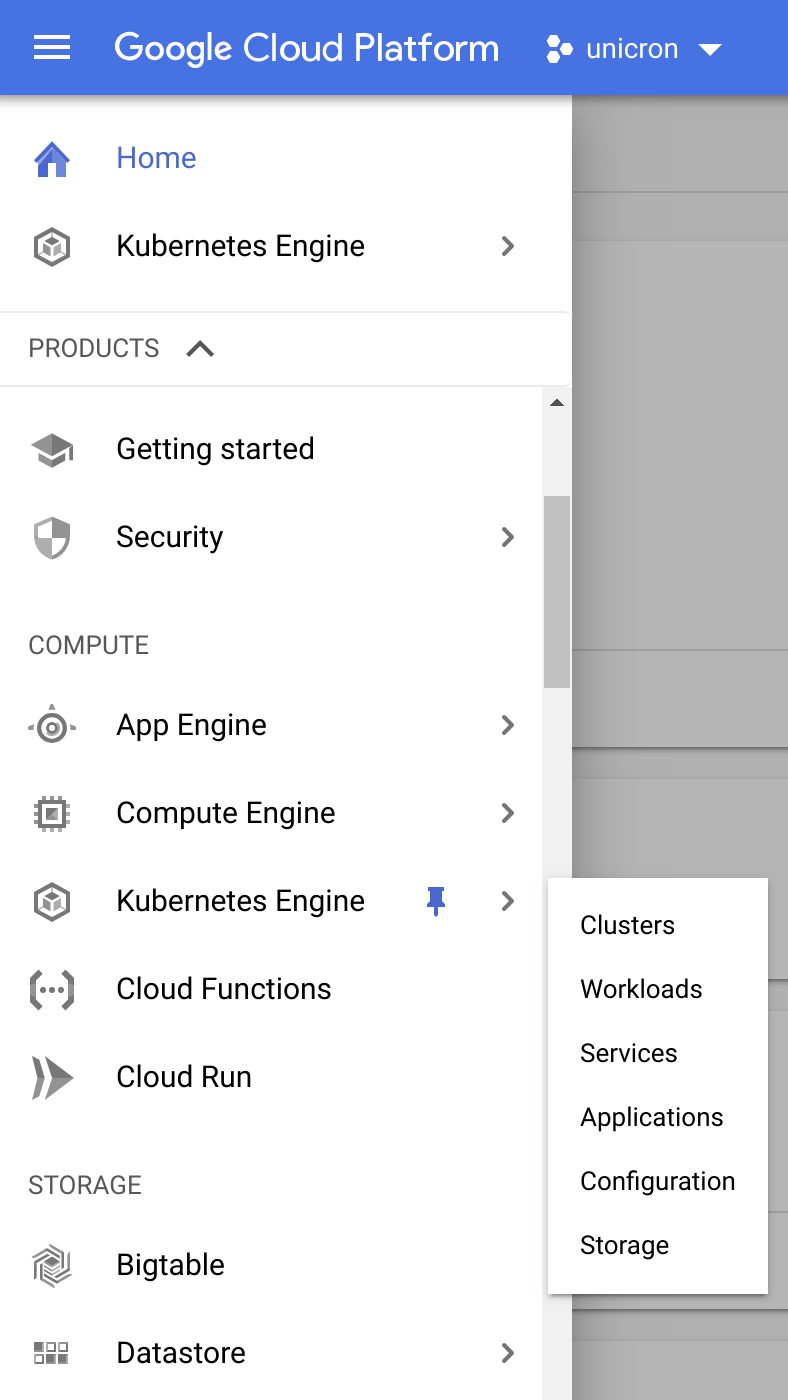 Google Cloud Platform unicron
Home
Kubernetes Engine
PRODUCTS
Getting started
Security
COMPUTE
App Engine
Compute Engine
Kubernetes Engine
Cloud Functions
Cloud Run
STORAGE
Bigtable
Datastore
Clusters
Workloads
Services
Applications
Configuration
Storage